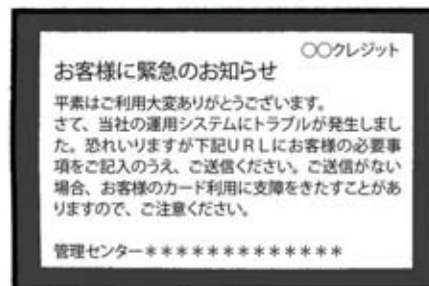 ○○クレジット
お客様に緊急のお知らせ
平素はご利用大変ありがとうございます。
さて、当社の運用システムにトラブルが発生しまし
た。恐れいりますが下記URLにお客様の必要事
項をご記入のうえ、ご送信ください。ご送信がない
場合、お客様のカード利用に支障をきたすことがあ
りますので、ご注意ください。
管理センター＊＊＊＊＊＊＊＊＊＊＊＊＊